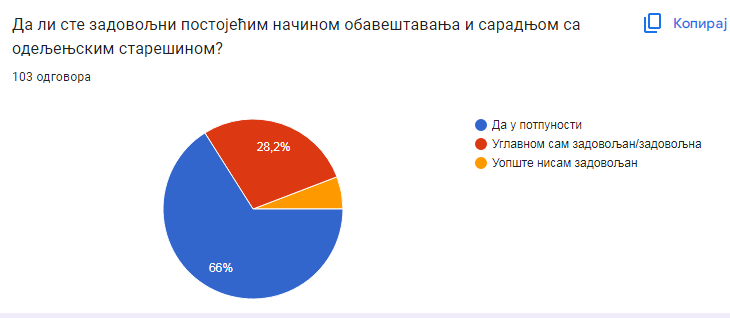 Да ли сте задовољни постојећим начином обавештавања и сарадњом са
одељењским старешином?
Копирај
103 одговора
28,2%
66%
Да у потпуности
Углавном сам задовољан/задовољна
Уопште нисам задовољан